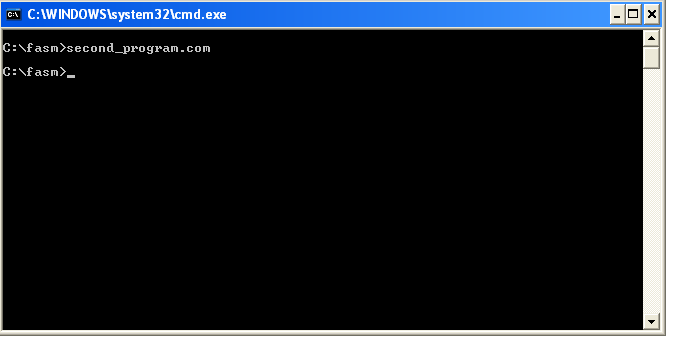 C:\WINDOWS\system32\cmd.exe
C:\fasm>second_program.com
C:\fasm>_